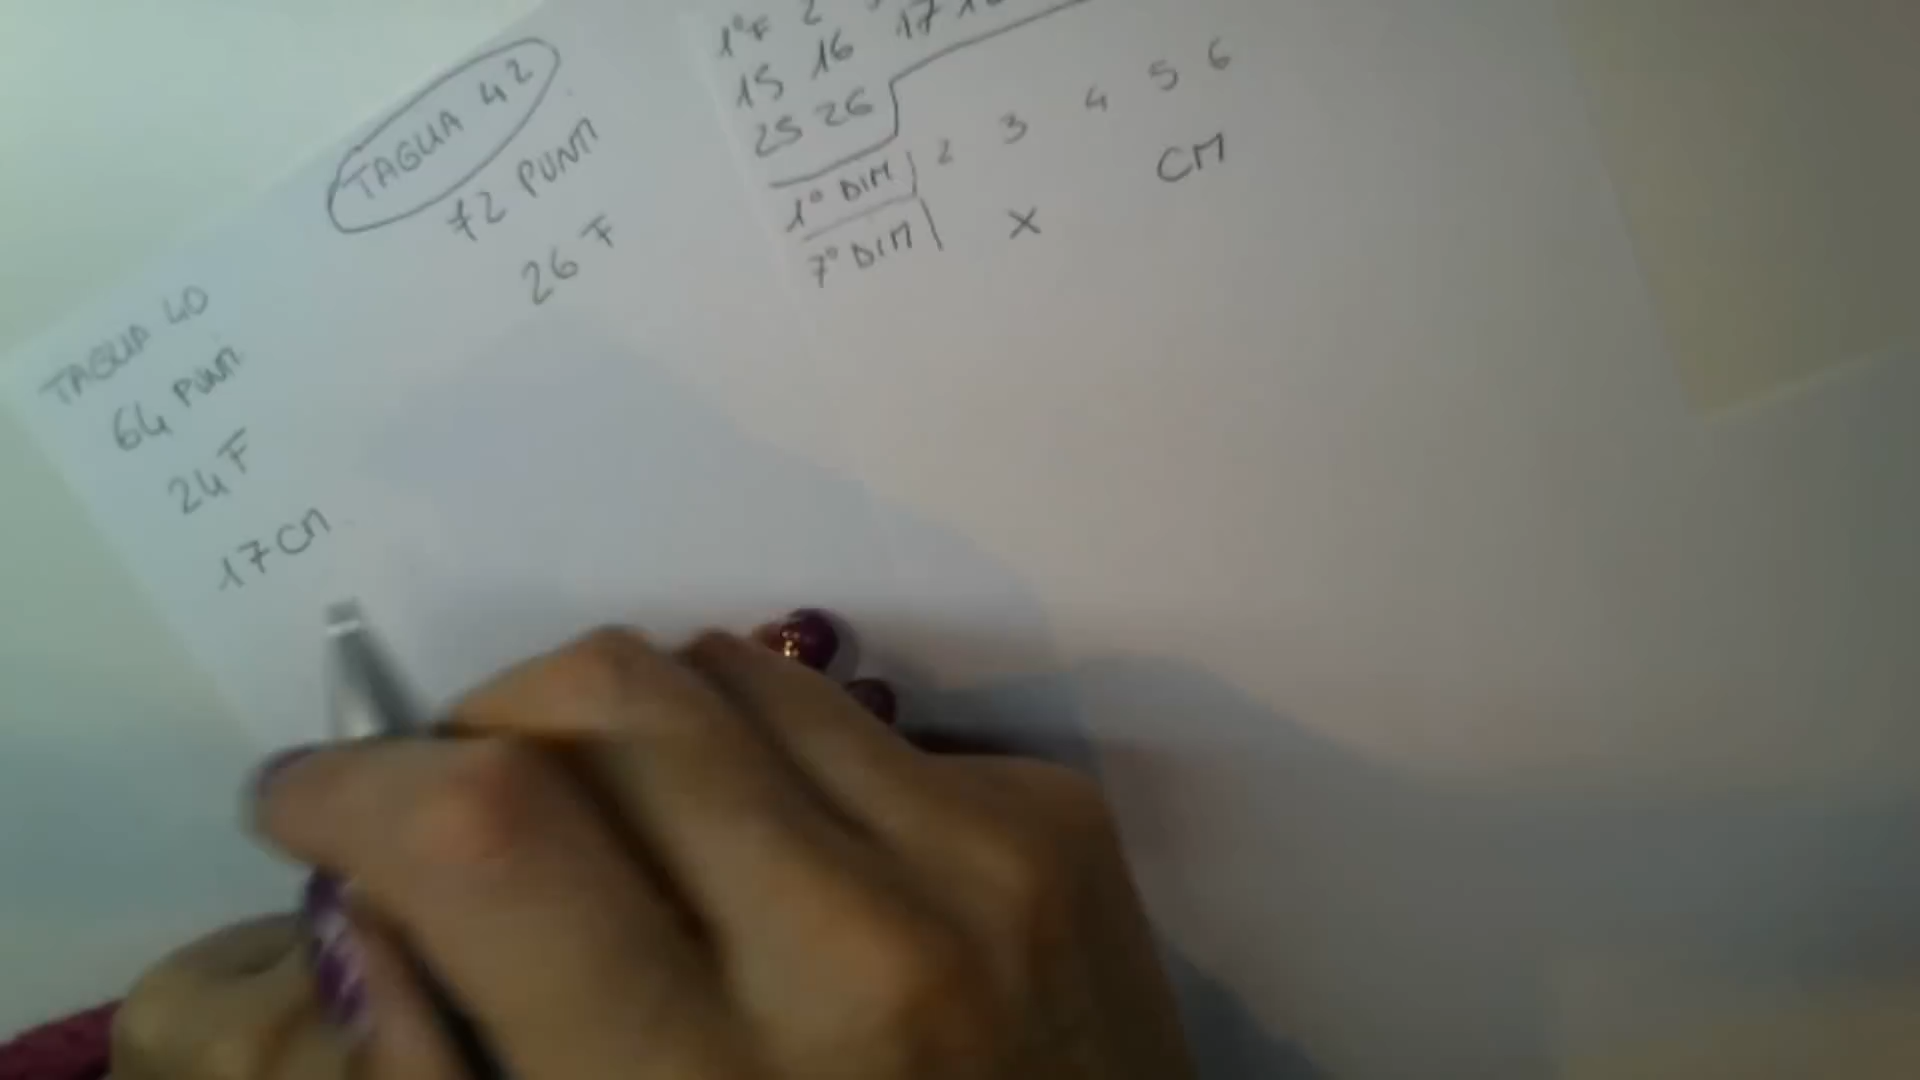 TAGLIA 42
72 PUNTI
26 F
TAGLIA 40
64 PUNTI
24 F
17 CM
1° F 2
15 16 17
25 26
1° DIM 2 3 4 5 6
7° DIM X CM